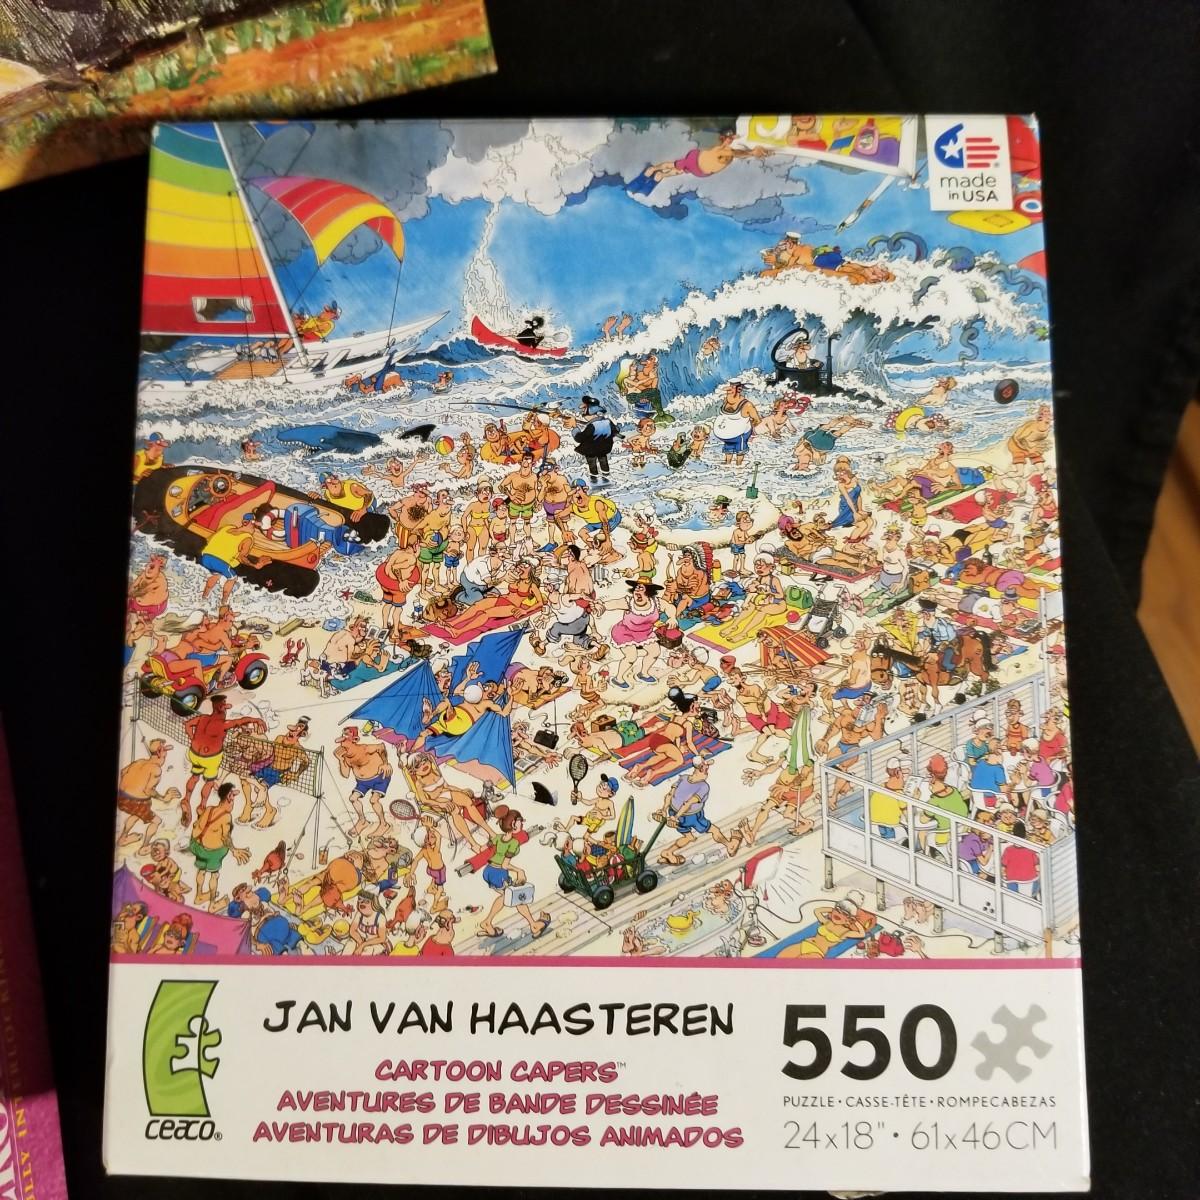 made
in USA
JAN VAN HAASTEREN
CARTOON CAPERS™
AVENTURES DE BANDE DESSINÉE
AVENTURAS DE DIBUJOS ANIMADOS
ceaco®
550
PUZZLE • CASSE-TÊTE • ROMPECABEZAS
24x18" • 61x46CM